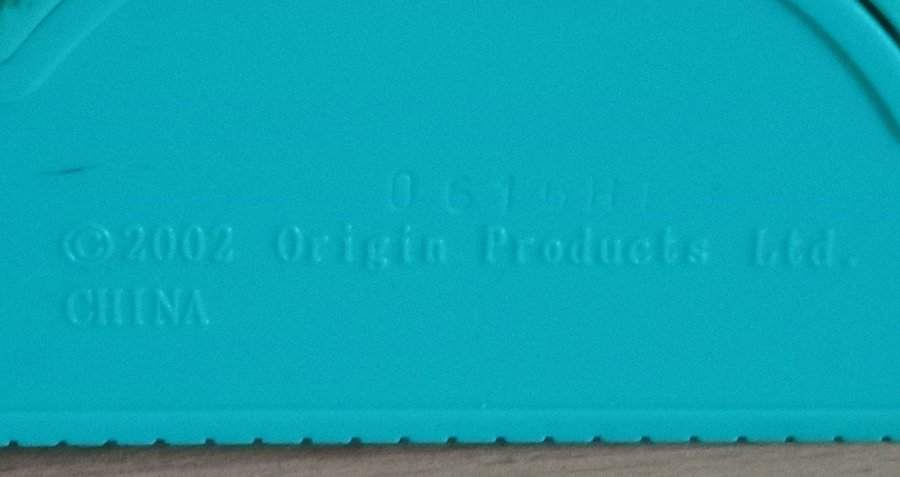 ©2002 Origin Products Ltd.
CHINA